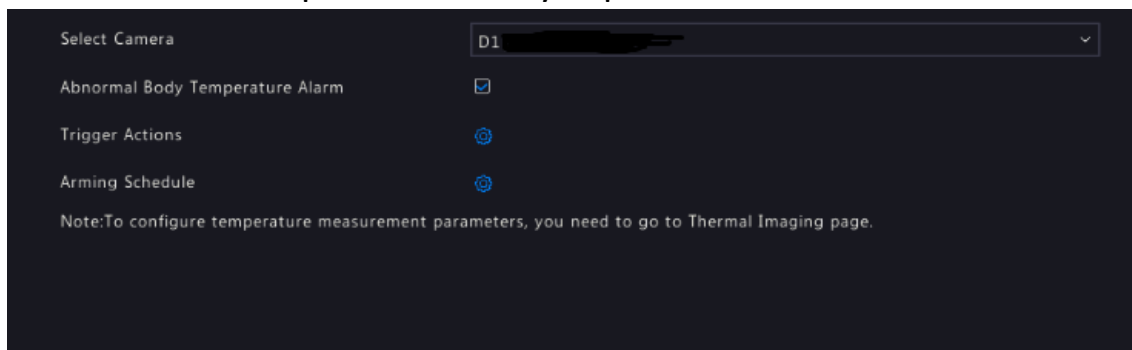 Select Camera D1
Abnormal Body Temperature Alarm
Trigger Actions
Arming Schedule
Note:To configure temperature measurement parameters, you need to go to Thermal Imaging page.